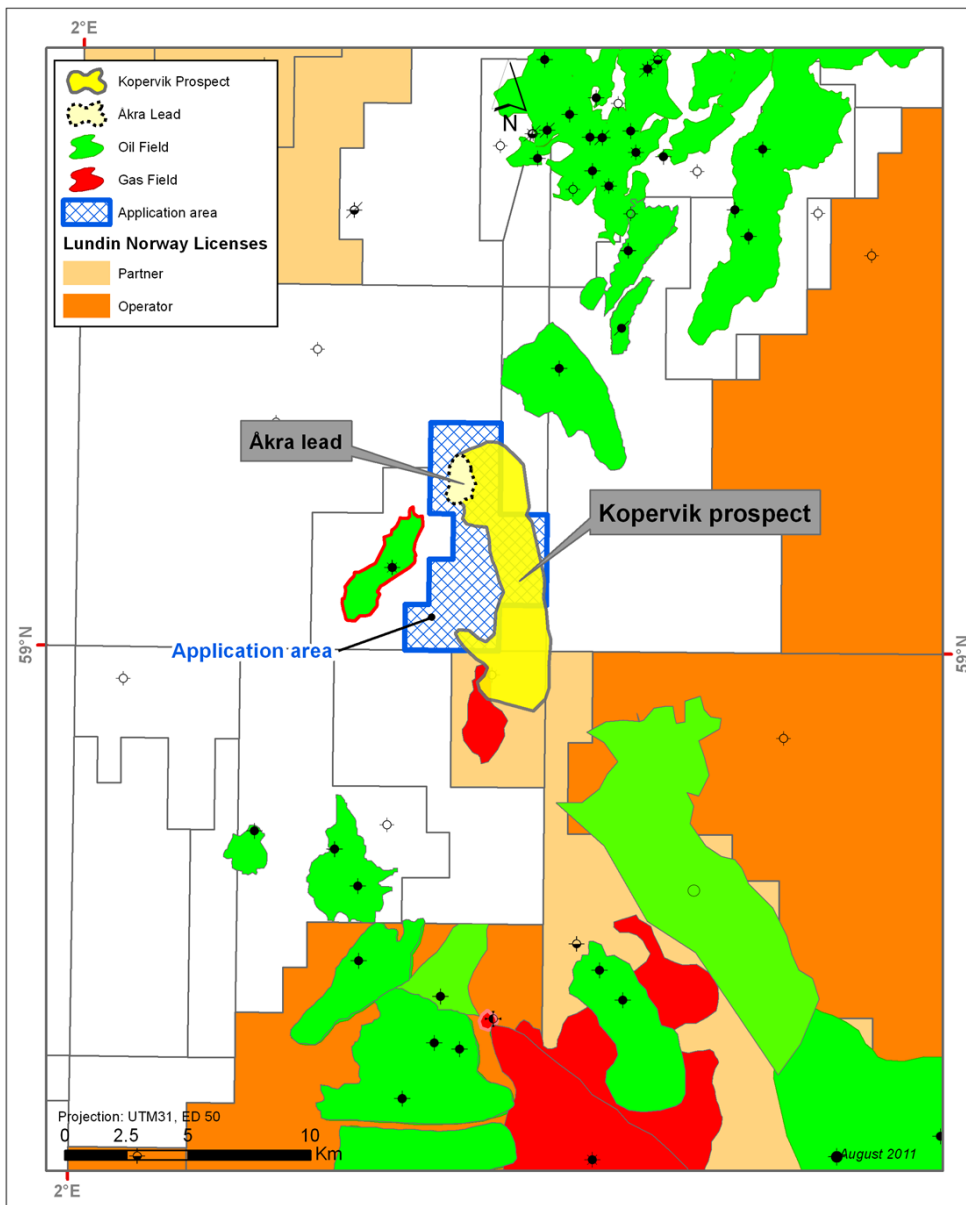 2°E
Kopervik Prospect
Åkra Lead
Oil Field
Gas Field
Application area
Lundin Norway Licenses
Partner
Operator
N
Åkra lead
Kopervik prospect
Application area
59°N
59°N
Projection: UTM31, ED 50
0 2.5 5 10
Km
August 2011
2°E